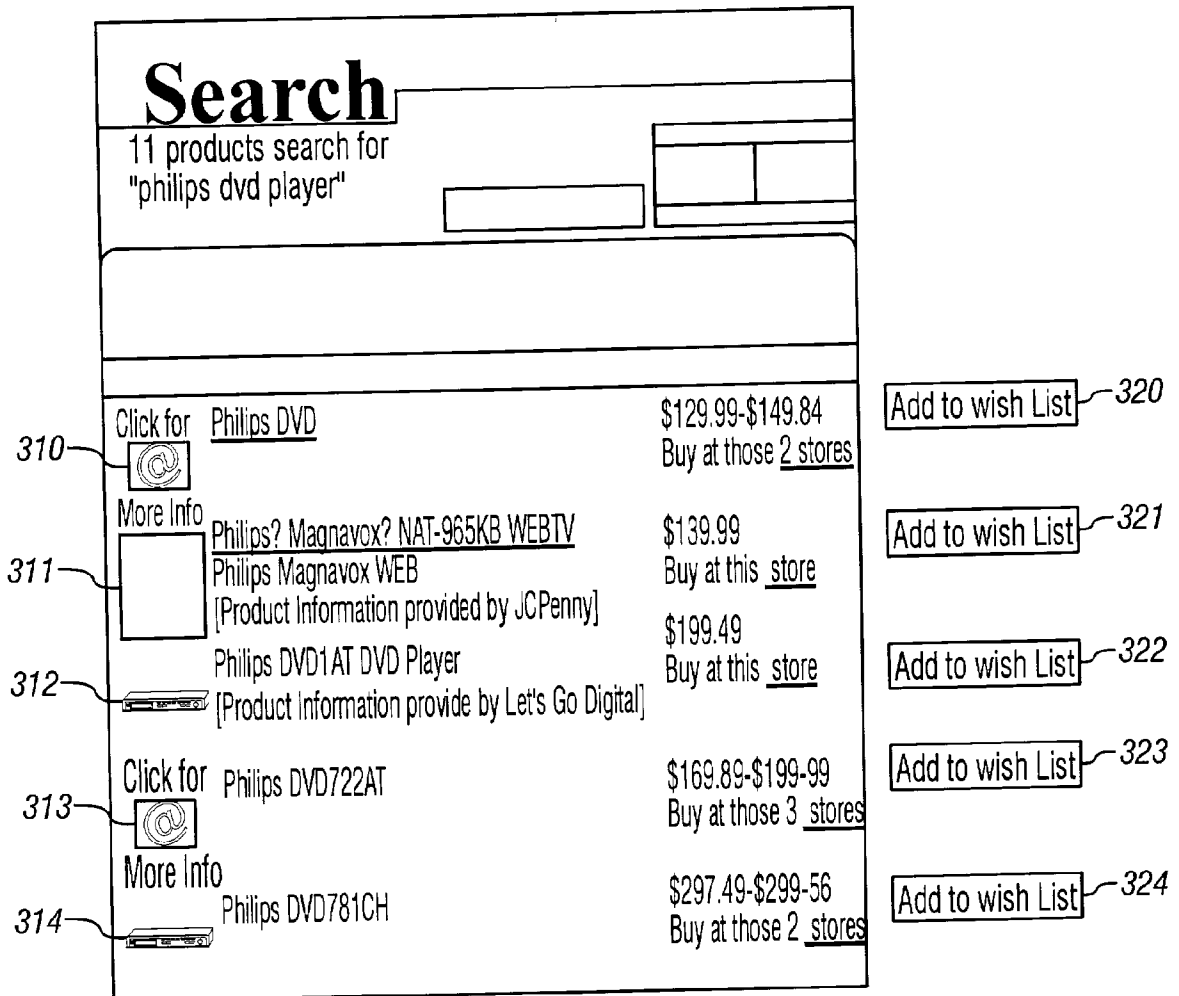 Search
11 products search for
"philips dvd player"
Click for
310
@
More Info
Philips DVD
$129.99-$149.84
Buy at those 2 stores
Add to wish List
320
311
Philips? Magnavox? NAT-965KB WEBTV
Philips Magnavox WEB
[Product Information provided by JCPenny]
$139.99
Buy at this store
Add to wish List
321
312
Philips DVD1AT DVD Player
[Product Information provide by Let's Go Digital]
$199.49
Buy at this store
Add to wish List
322
Click for
313
@
More Info
Philips DVD722AT
$169.89-$199-99
Buy at those 3 stores
Add to wish List
323
314
Philips DVD781CH
$297.49-$299-56
Buy at those 2 stores
Add to wish List
324